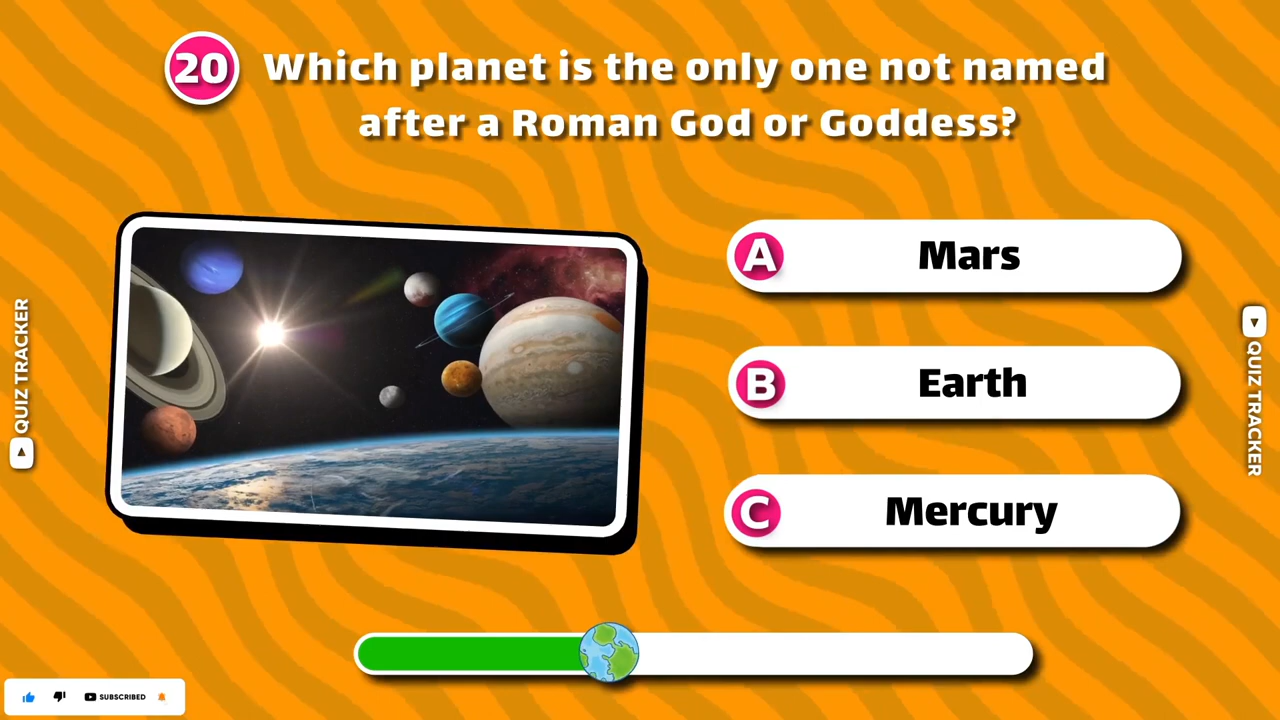 20 Which planet is the only one not named
after a Roman God or Goddess?
A Mars
B Earth
C Mercury
QUIZ TRACKER
QUIZ TRACKER
SUBSCRIBED